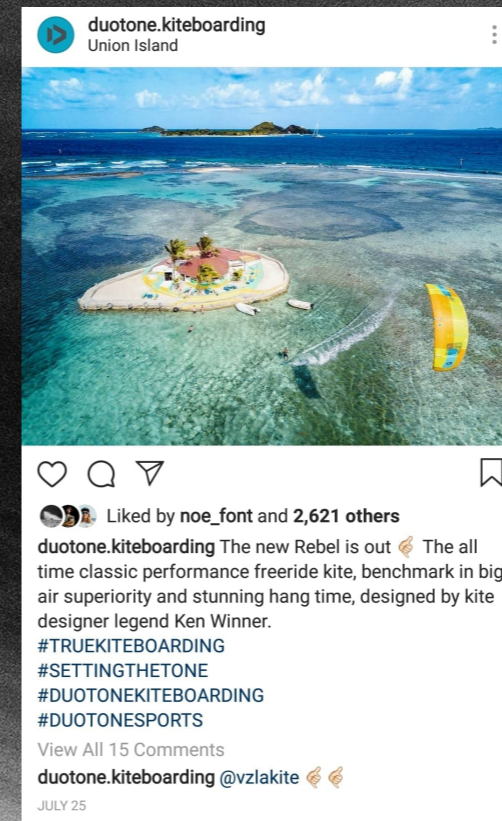 duotone.kiteboarding
Union Island
Liked by noe_font and 2,621 others
duotone.kiteboarding The new Rebel is out ☝🏻 The all
time classic performance freeride kite, benchmark in big
air superiority and stunning hang time, designed by kite
designer legend Ken Winner.
#TRUEKITEBOARDING
#SETTINGTHETONE
#DUOTONEKITEBOARDING
#DUOTONESPORTS
View All 15 Comments
duotone.kiteboarding @vzlakite ☝🏻 ☝🏻
JULY 25